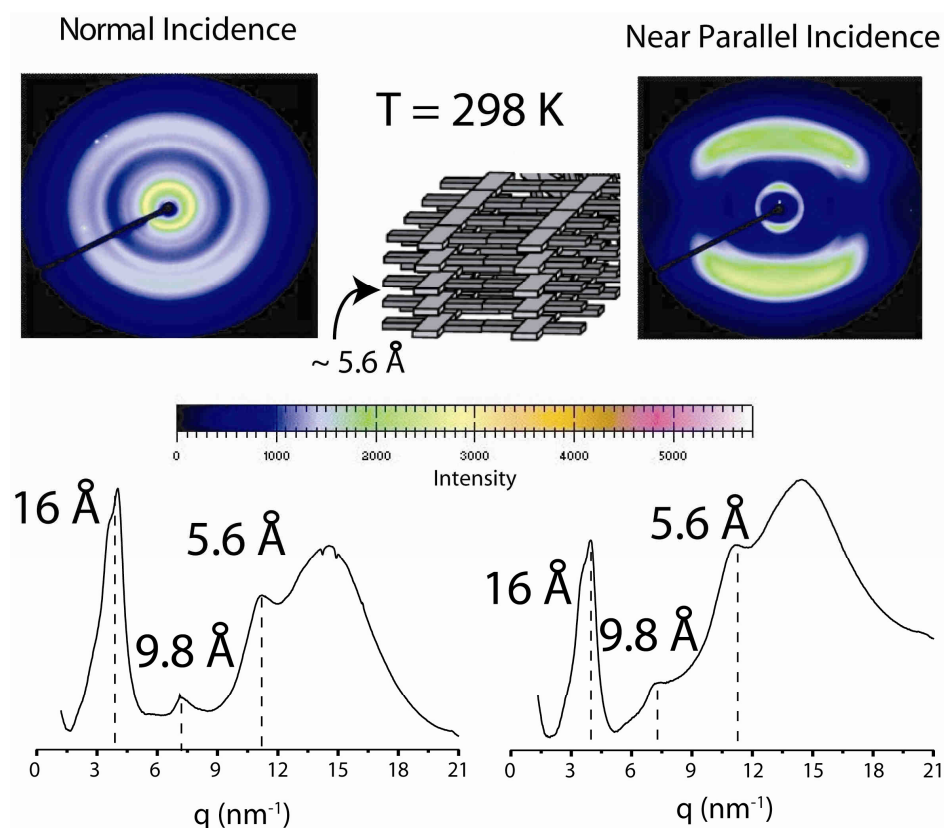 Normal Incidence
Near Parallel Incidence
T = 298 K
~ 5.6 Å
0 1000 2000 3000 4000 5000
Intensity
16 Å
5.6 Å
9.8 Å
0 3 6 9 12 15 18 21
q (nm⁻¹)
16 Å
5.6 Å
9.8 Å
0 3 6 9 12 15 18 21
q (nm⁻¹)